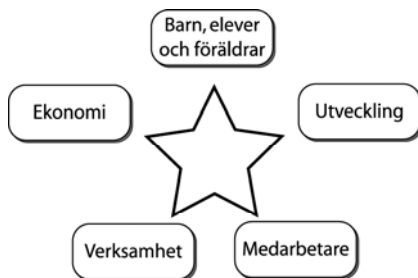 Barn, elever
och föräldrar
Ekonomi
Utveckling
Verksamhet
Medarbetare